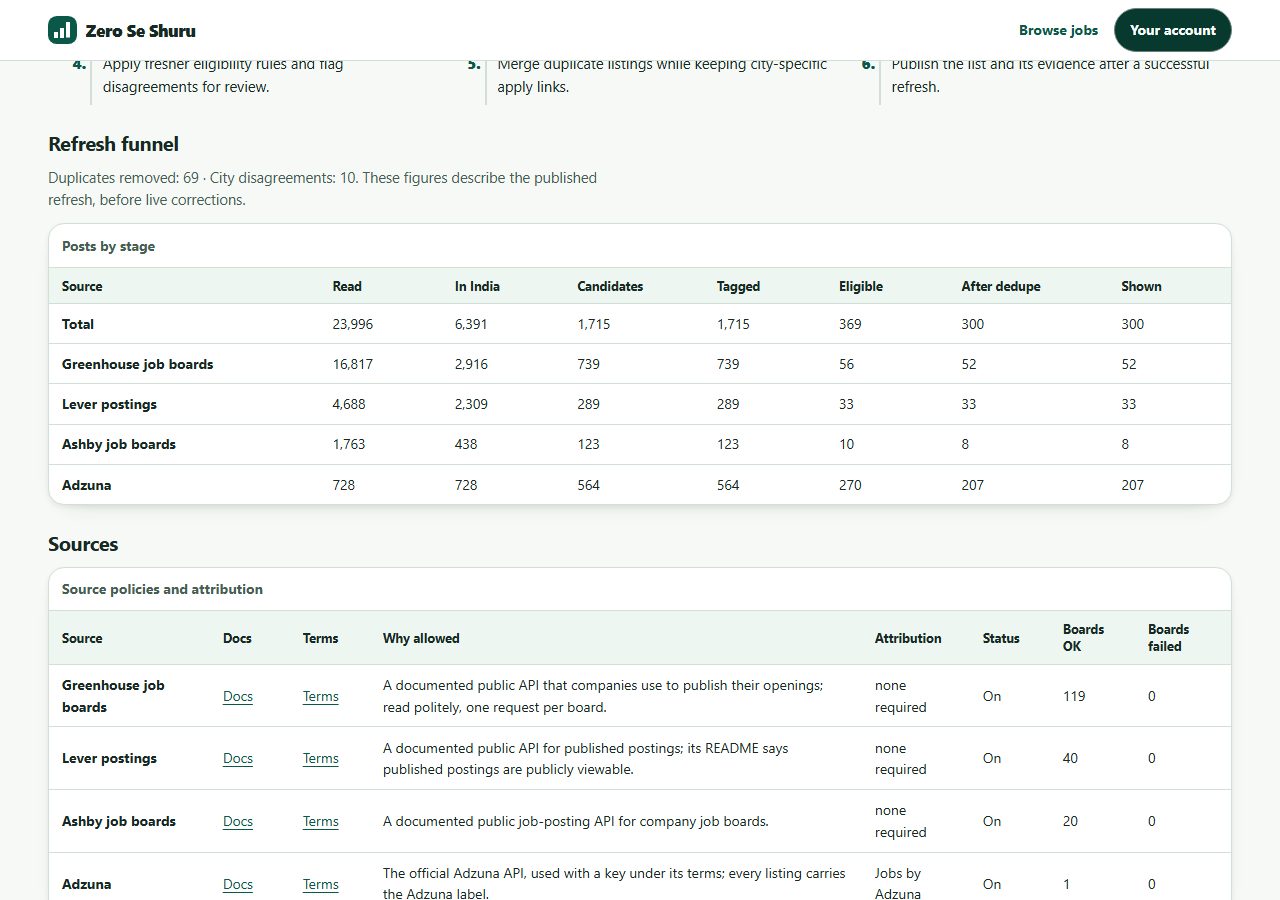 Zero Se Shuru
Browse jobs
Your account
4. Apply fresher eligibility rules and flag
disagreements for review.
5. Merge duplicate listings while keeping city-specific
apply links.
6. Publish the list and its evidence after a successful
refresh.
Refresh funnel
Duplicates removed: 69 · City disagreements: 10. These figures describe the published
refresh, before live corrections.
Posts by stage
Source Read In India Candidates Tagged Eligible After dedupe Shown
Total 23,996 6,391 1,715 1,715 369 300 300
Greenhouse job boards 16,817 2,916 739 739 56 52 52
Lever postings 4,688 2,309 289 289 33 33 33
Ashby job boards 1,763 438 123 123 10 8 8
Adzuna 728 728 564 564 270 207 207
Sources
Source policies and attribution
Source Docs Terms Why allowed Attribution Status Boards OK Boards failed
Greenhouse job boards Docs Terms A documented public API that companies use to publish their openings; read politely, one request per board. none required On 119 0
Lever postings Docs Terms A documented public API for published postings; its README says published postings are publicly viewable. none required On 40 0
Ashby job boards Docs Terms A documented public job-posting API for company job boards. none required On 20 0
Adzuna Docs Terms The official Adzuna API, used with a key under its terms; every listing carries the Adzuna label. Jobs by Adzuna On 1 0